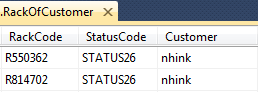 .RackOfCustomer
RackCode StatusCode Customer
R550362 STATUS26 nhink
R814702 STATUS26 nhink